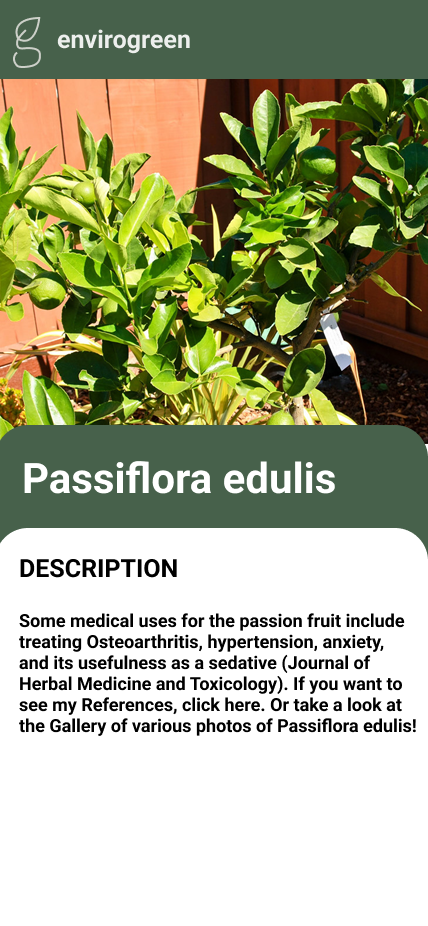 envirogreen
Passiflora edulis
DESCRIPTION
Some medical uses for the passion fruit include
treating Osteoarthritis, hypertension, anxiety,
and its usefulness as a sedative (Journal of
Herbal Medicine and Toxicology). If you want to
see my References, click here. Or take a look at
the Gallery of various photos of Passiflora edulis!